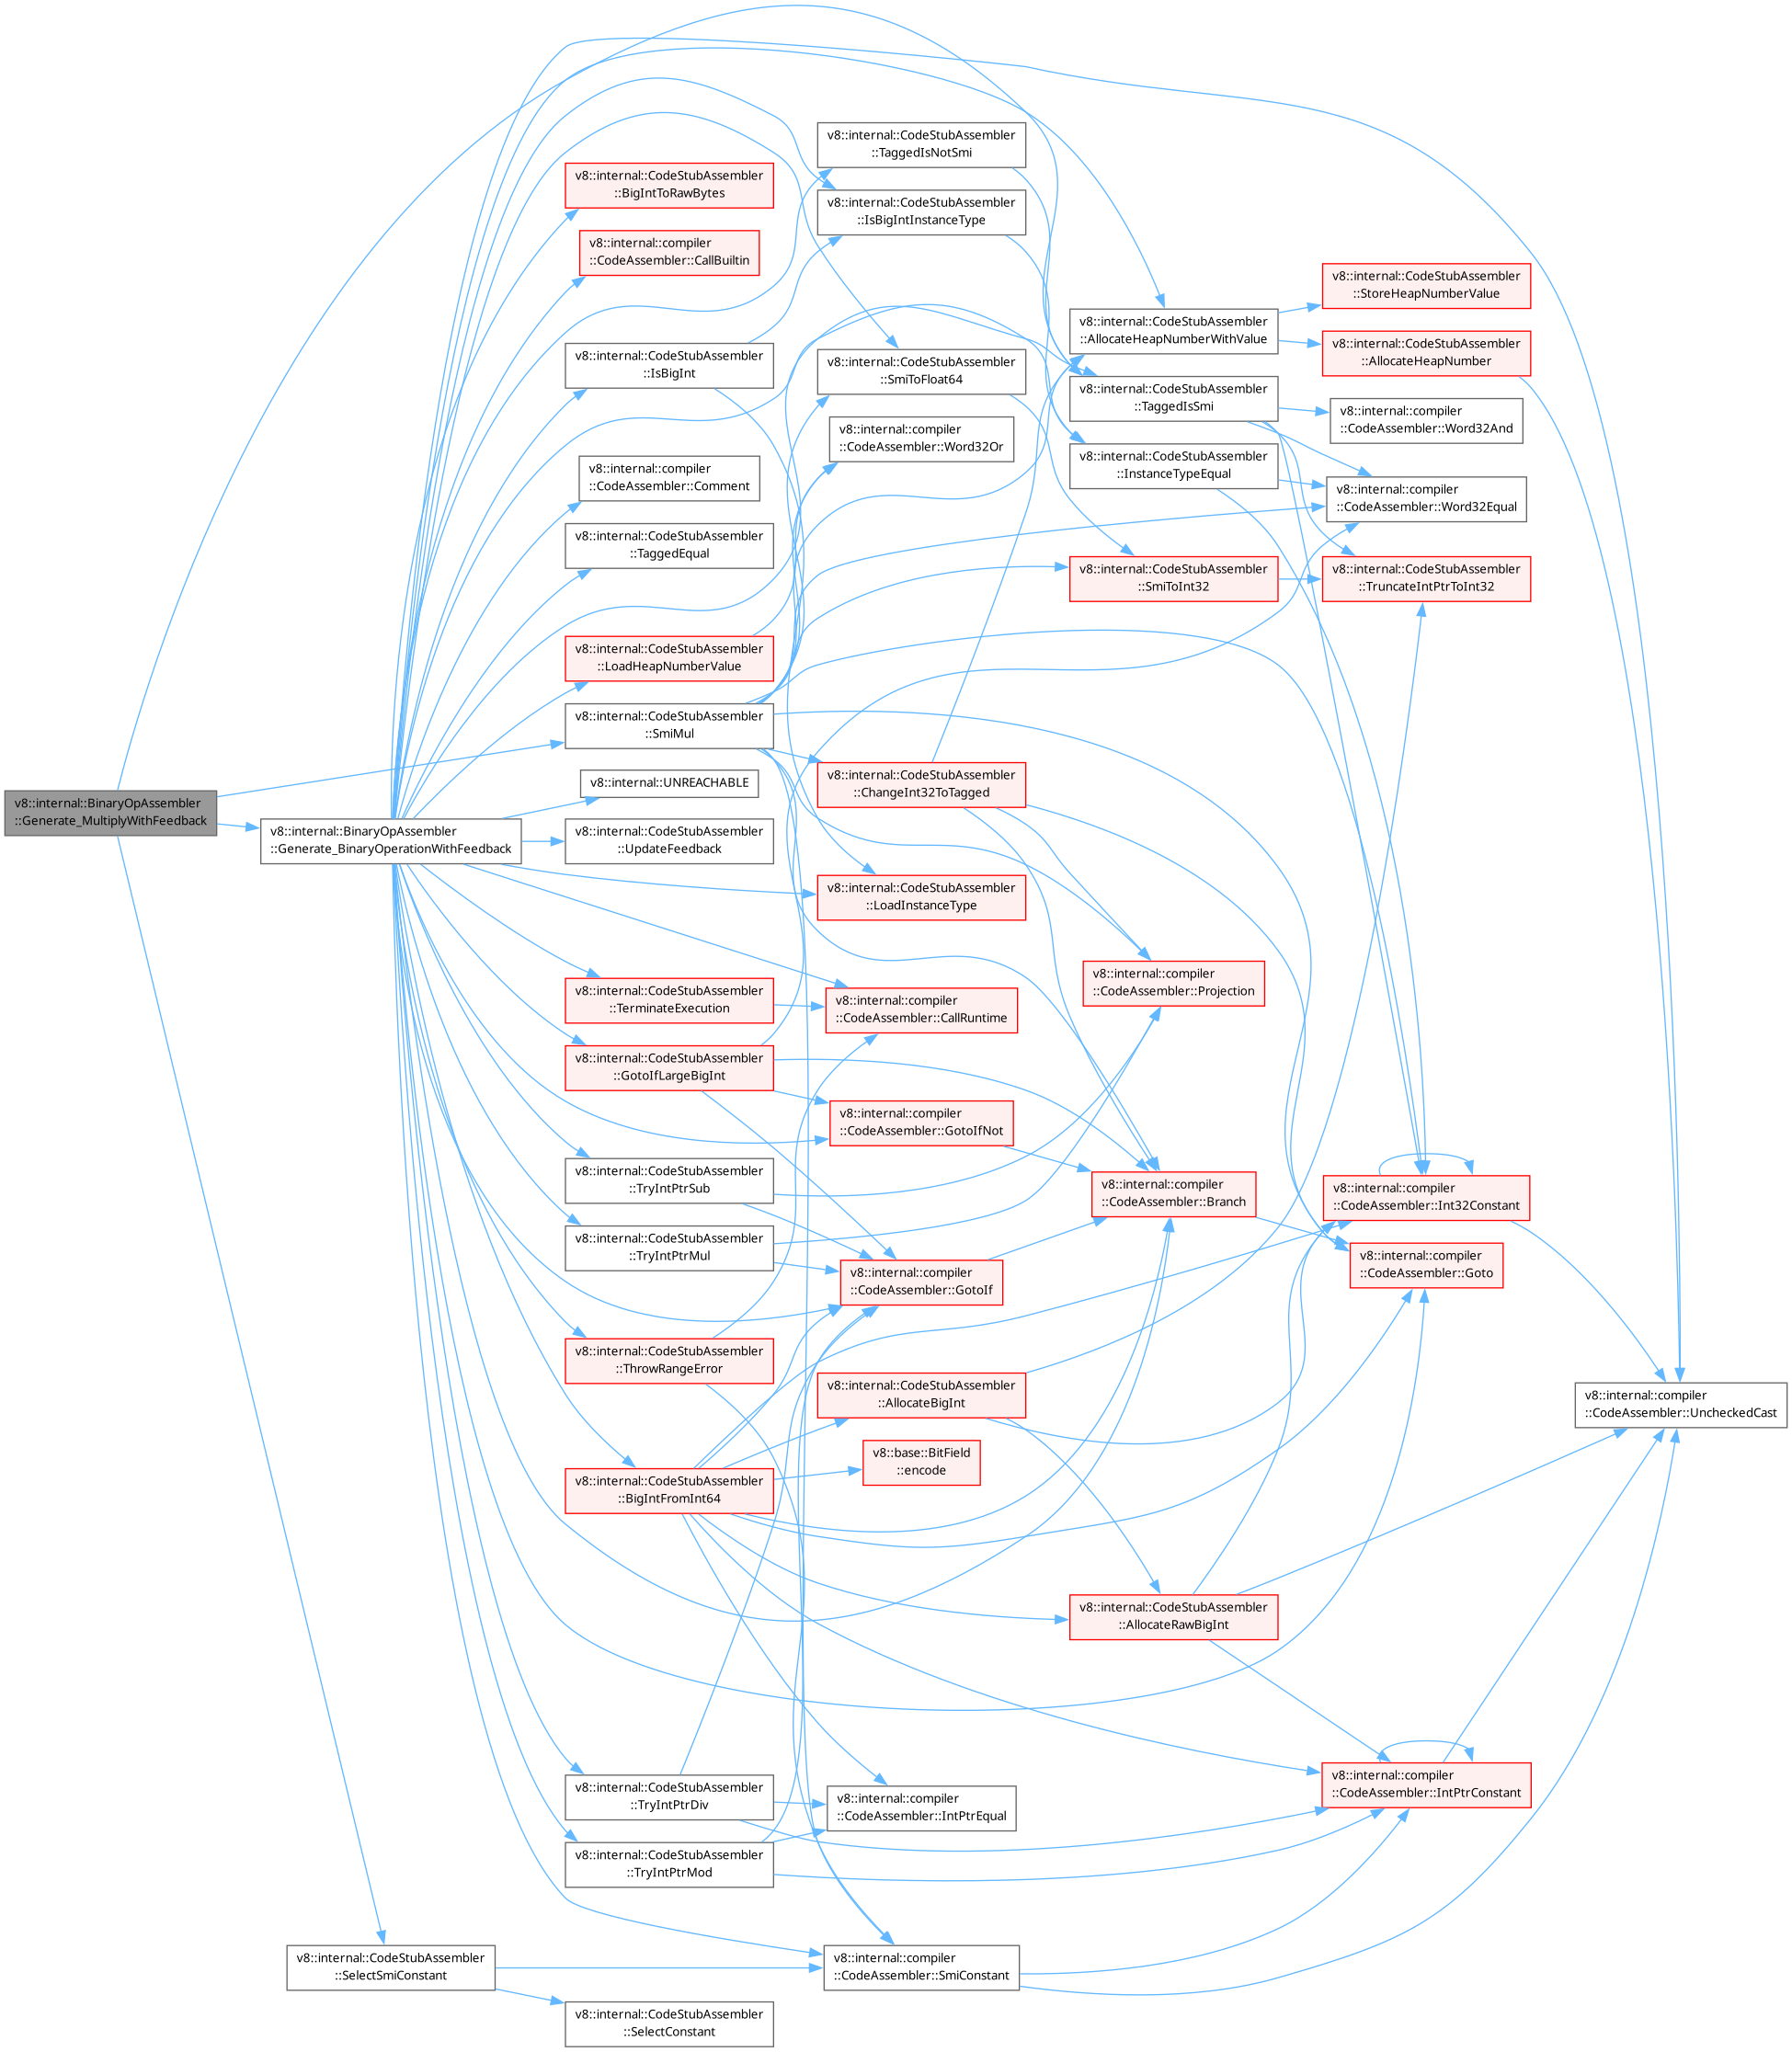 v8::internal::BinaryOpAssembler
::Generate_MultiplyWithFeedback
v8::internal::BinaryOpAssembler
::Generate_BinaryOperationWithFeedback
v8::internal::CodeStubAssembler
::SelectSmiConstant
v8::internal::CodeStubAssembler
::BigIntToRawBytes
v8::internal::compiler
::CodeAssembler::CallBuiltin
v8::internal::CodeStubAssembler
::IsBigInt
v8::internal::compiler
::CodeAssembler::Comment
v8::internal::CodeStubAssembler
::TaggedEqual
v8::internal::CodeStubAssembler
::LoadHeapNumberValue
v8::internal::CodeStubAssembler
::SmiMul
v8::internal::UNREACHABLE
v8::internal::CodeStubAssembler
::UpdateFeedback
v8::internal::CodeStubAssembler
::TerminateExecution
v8::internal::CodeStubAssembler
::GotoIfLargeBigInt
v8::internal::CodeStubAssembler
::TryIntPtrSub
v8::internal::CodeStubAssembler
::TryIntPtrMul
v8::internal::CodeStubAssembler
::ThrowRangeError
v8::internal::CodeStubAssembler
::BigIntFromInt64
v8::internal::CodeStubAssembler
::TryIntPtrDiv
v8::internal::CodeStubAssembler
::TryIntPtrMod
v8::internal::CodeStubAssembler
::SelectConstant
v8::internal::CodeStubAssembler
::TaggedIsNotSmi
v8::internal::CodeStubAssembler
::IsBigIntInstanceType
v8::internal::CodeStubAssembler
::SmiToFloat64
v8::internal::compiler
::CodeAssembler::Word32Or
v8::internal::CodeStubAssembler
::ChangeInt32ToTagged
v8::internal::CodeStubAssembler
::LoadInstanceType
v8::internal::compiler
::CodeAssembler::CallRuntime
v8::internal::compiler
::CodeAssembler::GotoIfNot
v8::internal::compiler
::CodeAssembler::GotoIf
v8::internal::CodeStubAssembler
::AllocateBigInt
v8::base::BitField
::encode
v8::internal::compiler
::CodeAssembler::IntPtrEqual
v8::internal::compiler
::CodeAssembler::SmiConstant
v8::internal::CodeStubAssembler
::AllocateHeapNumberWithValue
v8::internal::CodeStubAssembler
::TaggedIsSmi
v8::internal::CodeStubAssembler
::InstanceTypeEqual
v8::internal::CodeStubAssembler
::SmiToInt32
v8::internal::compiler
::CodeAssembler::Projection
v8::internal::compiler
::CodeAssembler::Branch
v8::internal::CodeStubAssembler
::AllocateRawBigInt
v8::internal::CodeStubAssembler
::StoreHeapNumberValue
v8::internal::CodeStubAssembler
::AllocateHeapNumber
v8::internal::compiler
::CodeAssembler::Word32And
v8::internal::compiler
::CodeAssembler::Word32Equal
v8::internal::CodeStubAssembler
::TruncateIntPtrToInt32
v8::internal::compiler
::CodeAssembler::Int32Constant
v8::internal::compiler
::CodeAssembler::Goto
v8::internal::compiler
::CodeAssembler::IntPtrConstant
v8::internal::compiler
::CodeAssembler::UncheckedCast